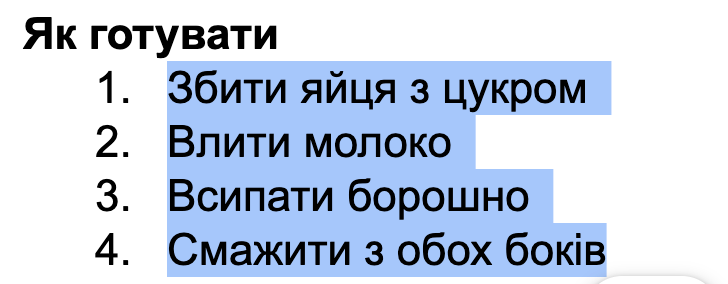 Як готувати
1. Збити яйця з цукром
2. Влити молоко
3. Всипати борошно
4. Смажити з обох боків